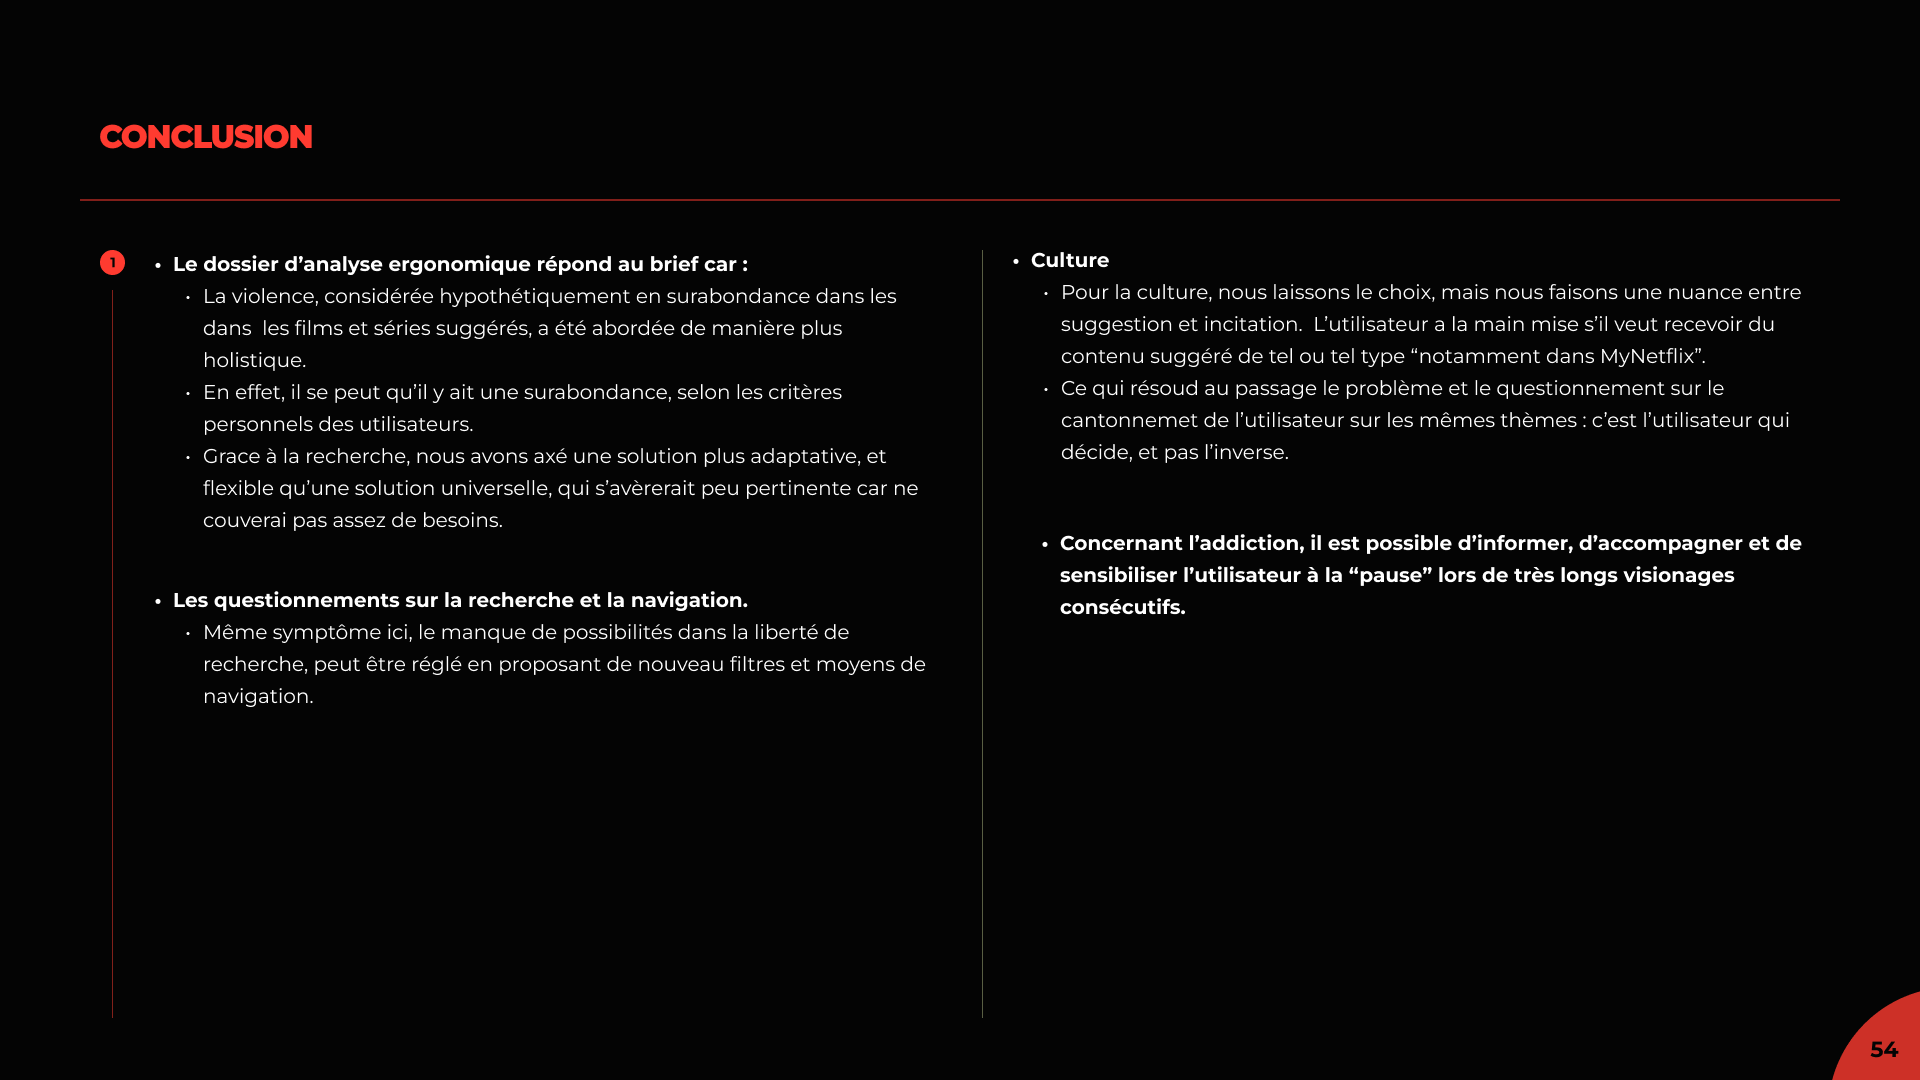 CONCLUSION
1
• Le dossier d’analyse ergonomique répond au brief car :
• La violence, considérée hypothétiquement en surabondance dans les
dans  les films et séries suggérés, a été abordée de manière plus
holistique.
• En effet, il se peut qu’il y ait une surabondance, selon les critères
personnels des utilisateurs.
• Grace à la recherche, nous avons axé une solution plus adaptative, et
flexible qu’une solution universelle, qui s’avèrerait peu pertinente car ne
couverai pas assez de besoins.
• Les questionnements sur la recherche et la navigation.
• Même symptôme ici, le manque de possibilités dans la liberté de
recherche, peut être réglé en proposant de nouveau filtres et moyens de
navigation.
• Culture
• Pour la culture, nous laissons le choix, mais nous faisons une nuance entre
suggestion et incitation.  L’utilisateur a la main mise s’il veut recevoir du
contenu suggéré de tel ou tel type “notamment dans MyNetflix”.
• Ce qui résoud au passage le problème et le questionnement sur le
cantonnemet de l’utilisateur sur les mêmes thèmes : c’est l’utilisateur qui
décide, et pas l’inverse.
• Concernant l’addiction, il est possible d’informer, d’accompagner et de
sensibiliser l’utilisateur à la “pause” lors de très longs visionages
consécutifs.
54